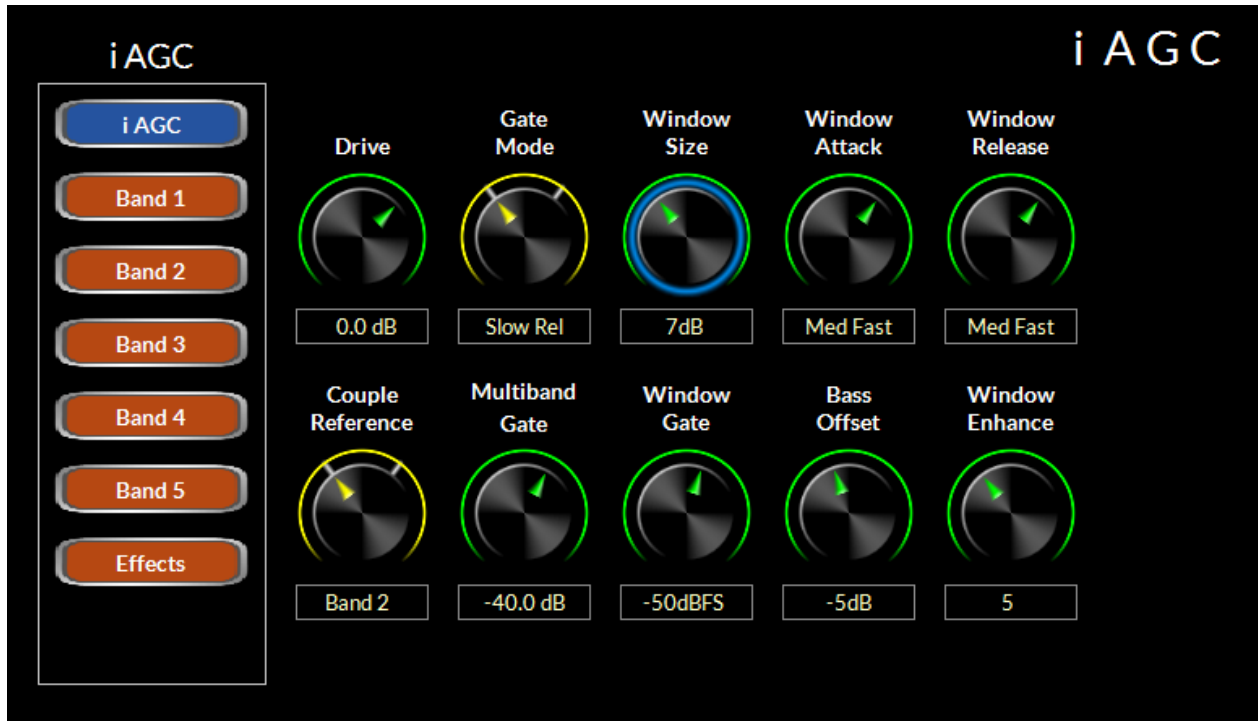 i AGC
i AGC
i AGC
Band 1
Band 2
Band 3
Band 4
Band 5
Effects
Drive
Gate
Mode
Window
Size
Window
Attack
Window
Release
0.0 dB
Slow Rel
7dB
Med Fast
Med Fast
Couple
Reference
Multiband
Gate
Window
Gate
Bass
Offset
Window
Enhance
Band 2
-40.0 dB
-50dBFS
-5dB
5